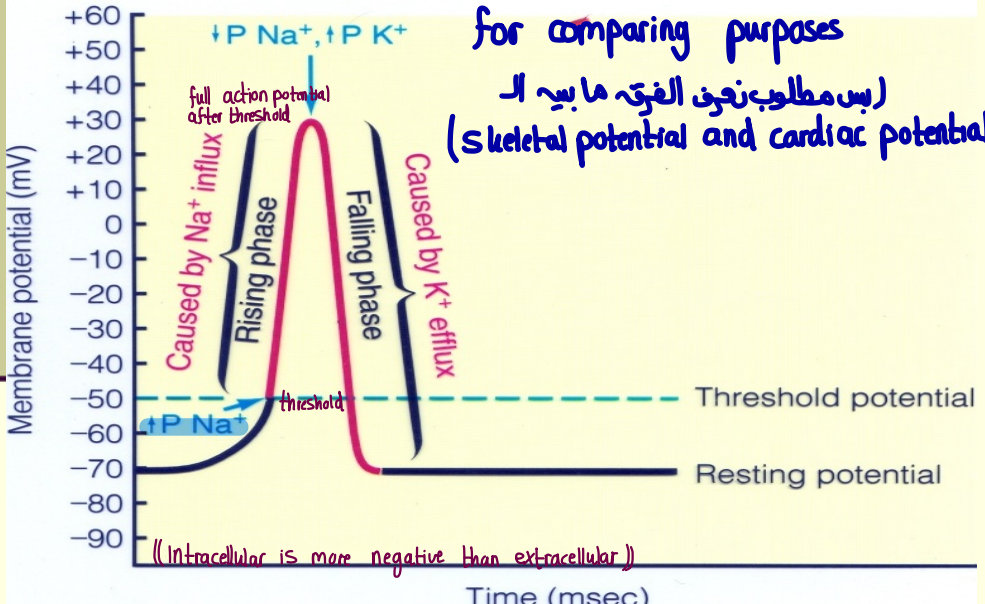 +60
+50
+40
+30
+20
+10
0
−10
−20
−30
−40
−50
−60
−70
−80
−90
Membrane potential (mV)
↓P Na⁺,↑P K⁺
for comparing purposes
(بس مطلوب نعرف الفرق ما بين الـ
(skeletal potential and cardiac potential
full action potential
after threshold
Caused by Na⁺ influx
Rising phase
Falling phase
Caused by K⁺ efflux
threshold
Threshold potential
↑P Na⁺
Resting potential
((Intracellular is more negative than extracellular))
Time (msec)